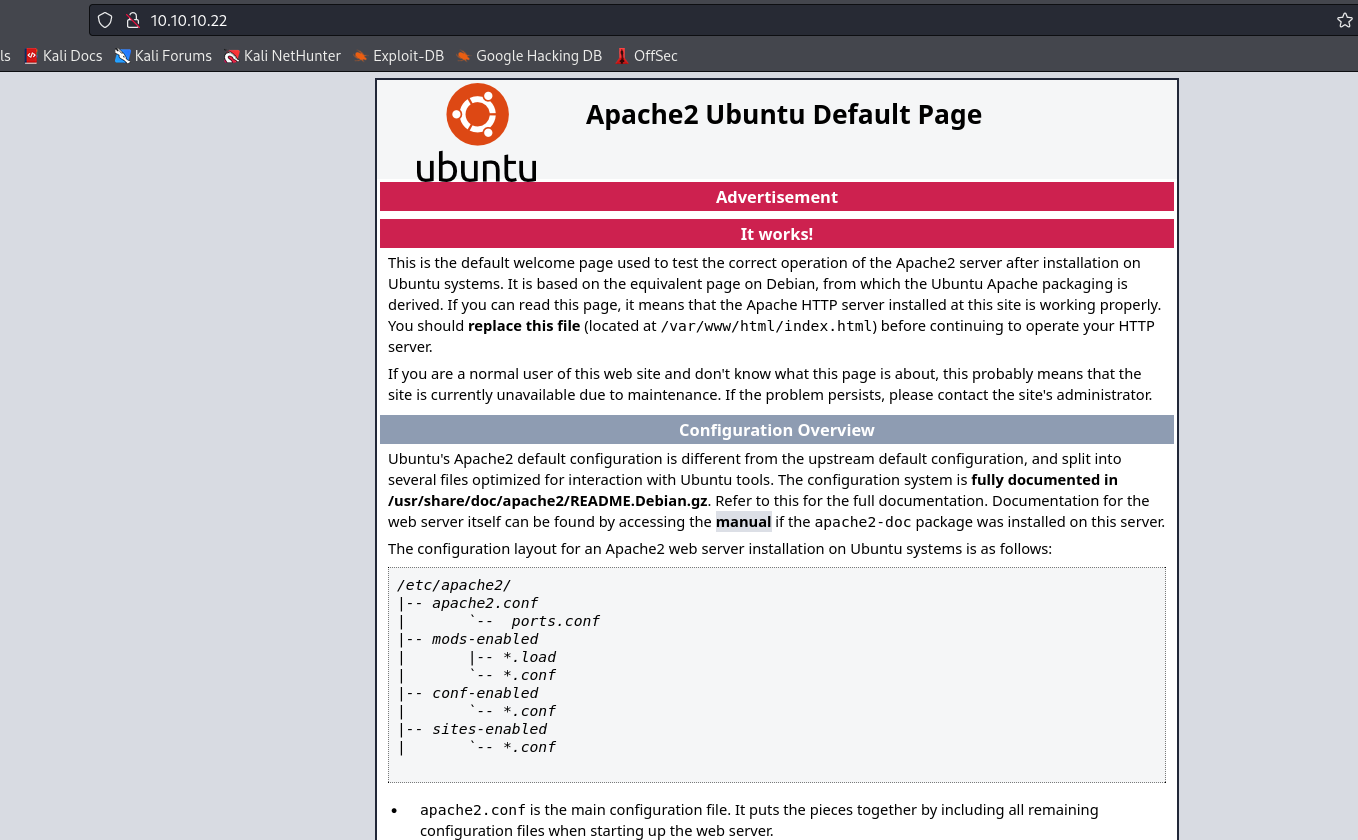 10.10.10.22
ls Kali Docs Kali Forums Kali NetHunter Exploit-DB Google Hacking DB OffSec
ubuntu
Apache2 Ubuntu Default Page
Advertisement
It works!
This is the default welcome page used to test the correct operation of the Apache2 server after installation on
Ubuntu systems. It is based on the equivalent page on Debian, from which the Ubuntu Apache packaging is
derived. If you can read this page, it means that the Apache HTTP server installed at this site is working properly.
You should replace this file (located at /var/www/html/index.html) before continuing to operate your HTTP
server.
If you are a normal user of this web site and don't know what this page is about, this probably means that the
site is currently unavailable due to maintenance. If the problem persists, please contact the site's administrator.
Configuration Overview
Ubuntu's Apache2 default configuration is different from the upstream default configuration, and split into
several files optimized for interaction with Ubuntu tools. The configuration system is fully documented in
/usr/share/doc/apache2/README.Debian.gz. Refer to this for the full documentation. Documentation for the
web server itself can be found by accessing the manual if the apache2-doc package was installed on this server.
The configuration layout for an Apache2 web server installation on Ubuntu systems is as follows:
/etc/apache2/
|-- apache2.conf
|       `--  ports.conf
|-- mods-enabled
|       |-- *.load
|       `-- *.conf
|-- conf-enabled
|       `-- *.conf
|-- sites-enabled
|       `-- *.conf
• apache2.conf is the main configuration file. It puts the pieces together by including all remaining
configuration files when starting up the web server.